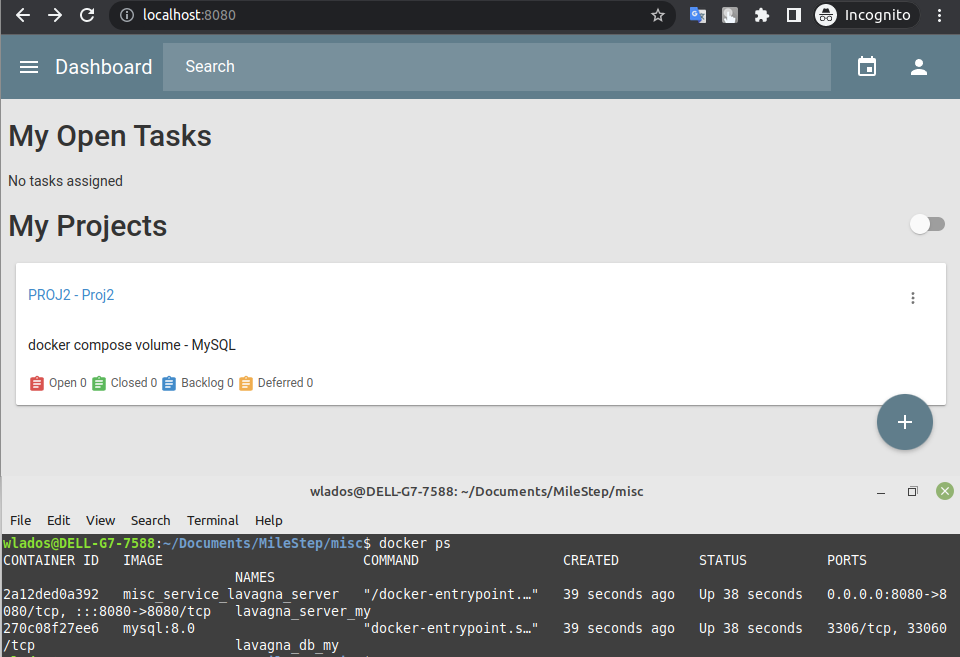 localhost:8080
Incognito
Dashboard
Search
My Open Tasks
No tasks assigned
My Projects
PROJ2 - Proj2
docker compose volume - MySQL
Open 0 Closed 0 Backlog 0 Deferred 0
wlados@DELL-G7-7588: ~/Documents/MileStep/misc
File Edit View Search Terminal Help
wlados@DELL-G7-7588:~/Documents/MileStep/misc$ docker ps
CONTAINER ID IMAGE COMMAND CREATED STATUS PORTS
NAMES
2a12ded0a392 misc_service_lavagna_server "/docker-entrypoint.…" 39 seconds ago Up 38 seconds 0.0.0.0:8080->8
080/tcp, :::8080->8080/tcp lavagna_server_my
270c08f27ee6 mysql:8.0 "docker-entrypoint.s…" 39 seconds ago Up 38 seconds 3306/tcp, 33060
/tcp lavagna_db_my